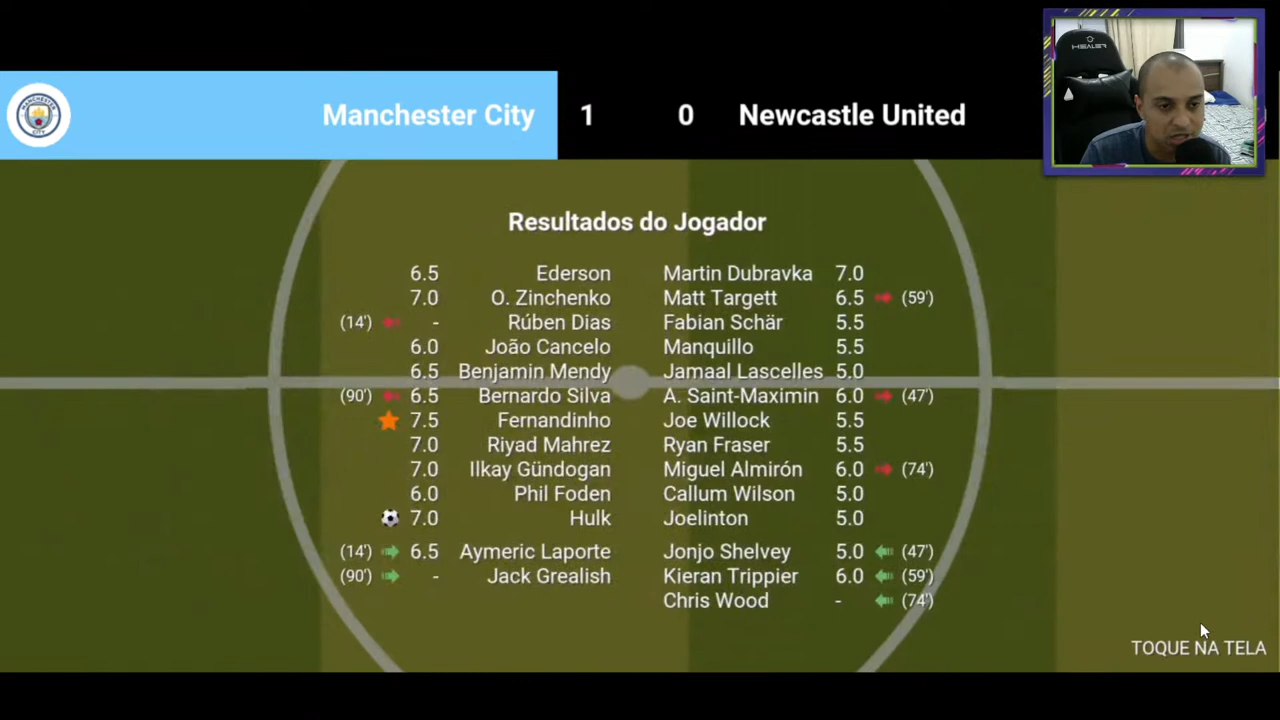 HEALER
MANCHESTER
CITY
Manchester City 1 0 Newcastle United
Resultados do Jogador
6.5 Ederson Martin Dubravka 7.0
7.0 O. Zinchenko Matt Targett 6.5 (59')
(14') - Rúben Dias Fabian Schär 5.5
6.0 João Cancelo Manquillo 5.5
6.5 Benjamin Mendy Jamaal Lascelles 5.0
(90') 6.5 Bernardo Silva A. Saint-Maximin 6.0 (47')
7.5 Fernandinho Joe Willock 5.5
7.0 Riyad Mahrez Ryan Fraser 5.5
7.0 Ilkay Gündogan Miguel Almirón 6.0 (74')
6.0 Phil Foden Callum Wilson 5.0
7.0 Hulk Joelinton 5.0
(14') 6.5 Aymeric Laporte Jonjo Shelvey 5.0 (47')
(90') - Jack Grealish Kieran Trippier 6.0 (59')
Chris Wood - (74')
TOQUE NA TELA